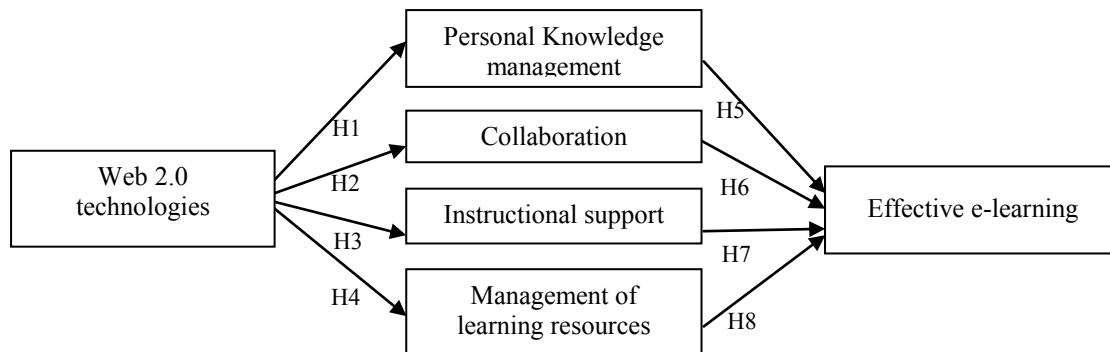 Personal Knowledge
management
H1
H5
Web 2.0
technologies
Collaboration
H2
H6
Effective e-learning
Instructional support
H3
H7
H4
Management of
learning resources
H8